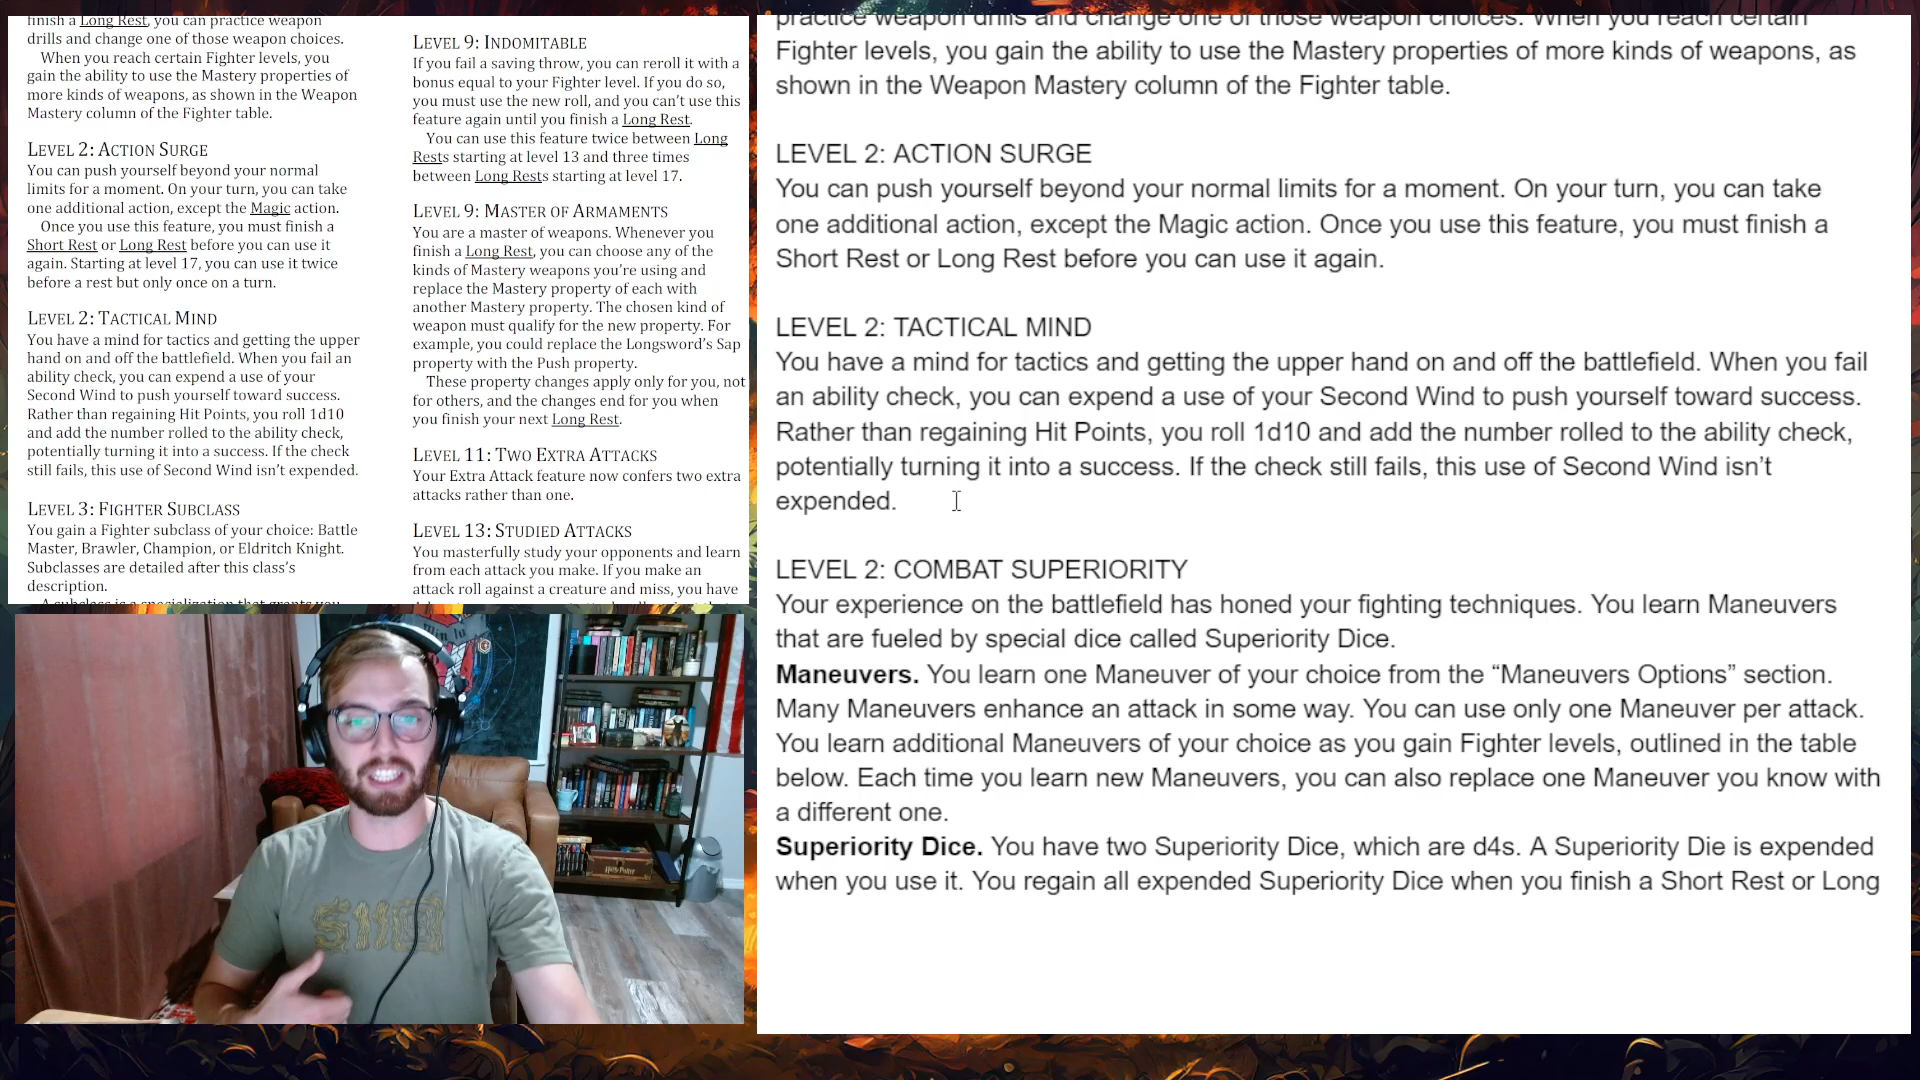 finish a Long Rest, you can practice weapon
drills and change one of those weapon choices.
When you reach certain Fighter levels, you
gain the ability to use the Mastery properties of
more kinds of weapons, as shown in the Weapon
Mastery column of the Fighter table.
LEVEL 2: ACTION SURGE
You can push yourself beyond your normal
limits for a moment. On your turn, you can take
one additional action, except the Magic action.
Once you use this feature, you must finish a
Short Rest or Long Rest before you can use it
again. Starting at level 17, you can use it twice
before a rest but only once on a turn.
LEVEL 2: TACTICAL MIND
You have a mind for tactics and getting the upper
hand on and off the battlefield. When you fail an
ability check, you can expend a use of your
Second Wind to push yourself toward success.
Rather than regaining Hit Points, you roll 1d10
and add the number rolled to the ability check,
potentially turning it into a success. If the check
still fails, this use of Second Wind isn't expended.
LEVEL 3: FIGHTER SUBCLASS
You gain a Fighter subclass of your choice: Battle
Master, Brawler, Champion, or Eldritch Knight.
Subclasses are detailed after this class's
description.
A subclass is a specialization that grants you
LEVEL 9: INDOMITABLE
If you fail a saving throw, you can reroll it with a
bonus equal to your Fighter level. If you do so,
you must use the new roll, and you can't use this
feature again until you finish a Long Rest.
You can use this feature twice between Long
Rests starting at level 13 and three times
between Long Rests starting at level 17.
LEVEL 9: MASTER OF ARMAMENTS
You are a master of weapons. Whenever you
finish a Long Rest, you can choose any of the
kinds of Mastery weapons you're using and
replace the Mastery property of each with
another Mastery property. The chosen kind of
weapon must qualify for the new property. For
example, you could replace the Longsword's Sap
property with the Push property.
These property changes apply only for you, not
for others, and the changes end for you when
you finish your next Long Rest.
LEVEL 11: TWO EXTRA ATTACKS
Your Extra Attack feature now confers two extra
attacks rather than one.
LEVEL 13: STUDIED ATTACKS
You masterfully study your opponents and learn
from each attack you make. If you make an
attack roll against a creature and miss, you have
practice weapon drills and change one of those weapon choices. When you reach certain
Fighter levels, you gain the ability to use the Mastery properties of more kinds of weapons, as
shown in the Weapon Mastery column of the Fighter table.
LEVEL 2: ACTION SURGE
You can push yourself beyond your normal limits for a moment. On your turn, you can take
one additional action, except the Magic action. Once you use this feature, you must finish a
Short Rest or Long Rest before you can use it again.
LEVEL 2: TACTICAL MIND
You have a mind for tactics and getting the upper hand on and off the battlefield. When you fail
an ability check, you can expend a use of your Second Wind to push yourself toward success.
Rather than regaining Hit Points, you roll 1d10 and add the number rolled to the ability check,
potentially turning it into a success. If the check still fails, this use of Second Wind isn't
expended.
LEVEL 2: COMBAT SUPERIORITY
Your experience on the battlefield has honed your fighting techniques. You learn Maneuvers
that are fueled by special dice called Superiority Dice.
Maneuvers. You learn one Maneuver of your choice from the “Maneuvers Options” section.
Many Maneuvers enhance an attack in some way. You can use only one Maneuver per attack.
You learn additional Maneuvers of your choice as you gain Fighter levels, outlined in the table
below. Each time you learn new Maneuvers, you can also replace one Maneuver you know with
a different one.
Superiority Dice. You have two Superiority Dice, which are d4s. A Superiority Die is expended
when you use it. You regain all expended Superiority Dice when you finish a Short Rest or Long